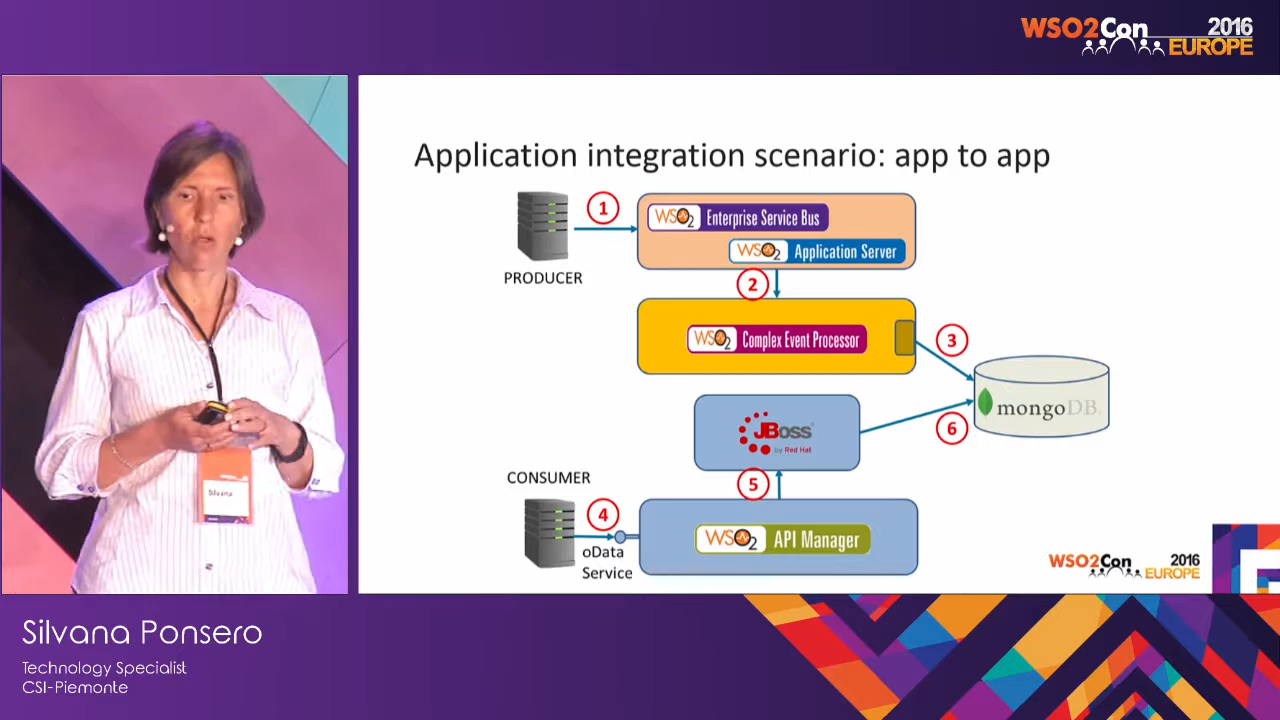 WSO2Con 2016
EUROPE
Application integration scenario: app to app
1
WSO2 Enterprise Service Bus
WSO2 Application Server
PRODUCER
2
WSO2 Complex Event Processor
3
mongoDB
JBoss
by Red Hat
6
CONSUMER
5
4
oData
Service
WSO2 API Manager
WSO2Con 2016
EUROPE
Silvana
Silvana Ponsero
Technology Specialist
CSI-Piemonte